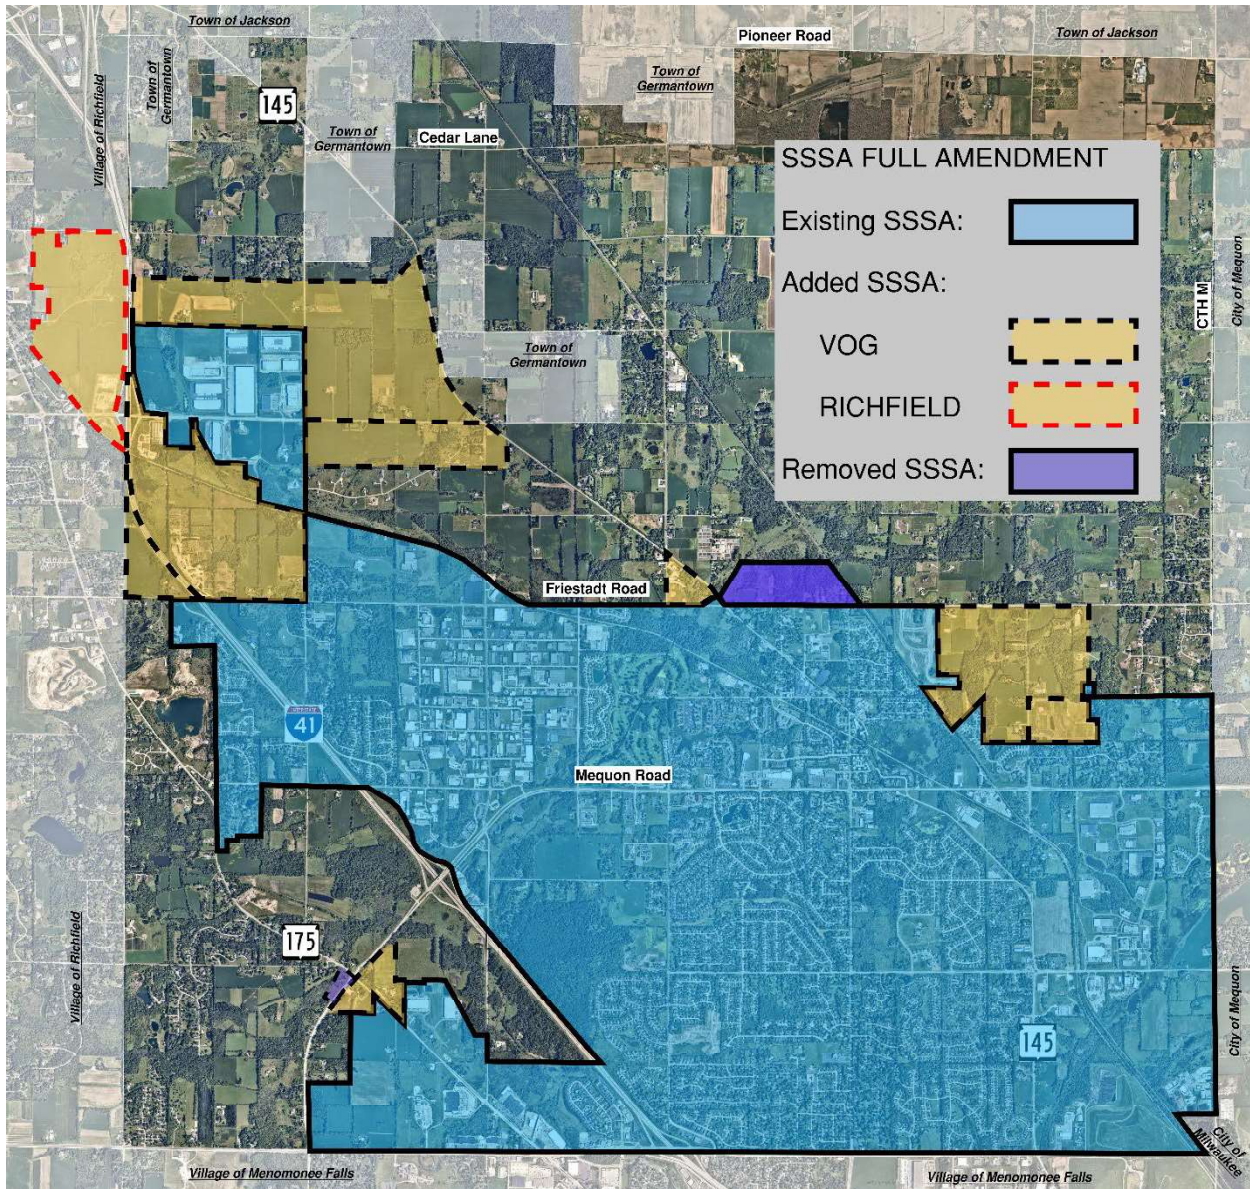 Town of Jackson
Pioneer Road
Town of Jackson
Village of Richfield
Town of
Germantown
145
Town of
Germantown
Cedar Lane
Town of
Germantown
SSSA FULL AMENDMENT
Existing SSSA:
Added SSSA:
VOG
RICHFIELD
Removed SSSA:
City of Mequon
CTH M
Town of
Germantown
Friestadt Road
41
Mequon Road
175
Village of Richfield
145
City of Mequon
City of
Milwaukee
Village of Menomonee Falls
Village of Menomonee Falls